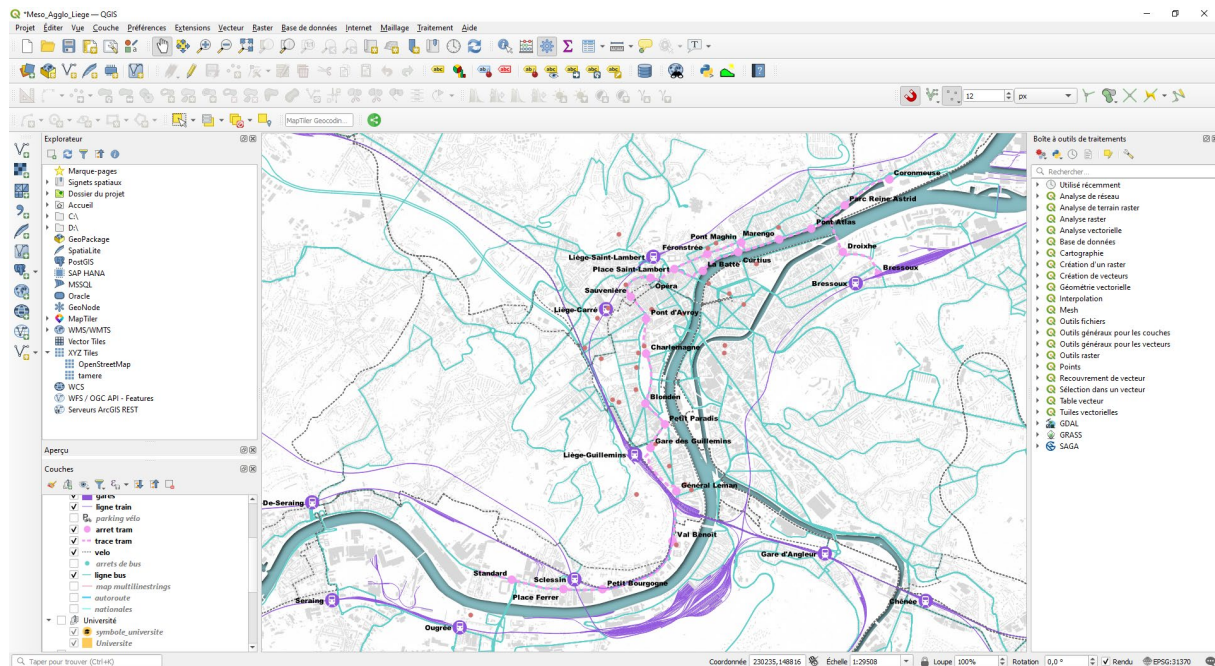 *Meso_Agglo_Liege — QGIS
Projet Éditer Vue Couche Préférences Extensions Vecteur Raster Base de données Internet Maillage Traitement Aide
12 px
MapTiler Geocodin...
Explorateur
Marque-pages
Signets spatiaux
Dossier du projet
Accueil
C:\
D:\
GeoPackage
SpatiaLite
PostGIS
SAP HANA
MSSQL
Oracle
GeoNode
MapTiler
WMS/WMTS
Vector Tiles
XYZ Tiles
OpenStreetMap
tamere
WCS
WFS / OGC API - Features
Serveurs ArcGIS REST
Aperçu
Couches
gares
ligne train
parking vélo
arret tram
trace tram
velo
arrets de bus
ligne bus
map multilinestrings
autoroute
nationales
Université
symbole_universite
Universite
Coronmeuse
Parc Reine Astrid
Pont Atlas
Pont Maghin
Marengo
Féronstrée
Droixhe
Liège-Saint-Lambert
Curtius
La Batte
Place Saint-Lambert
Bressoux
Bressoux
Opéra
Sauvenière
Liège-Carré
Pont d'Avroy
Charlemagne
Blonden
Petit Paradis
Gare des Guillemins
Liège-Guillemins
Général Leman
De-Seraing
Val Benoit
Gare d'Angleur
Standard
Sclessin
Petit Bourgogne
Place Ferrer
Seraing
Chênée
Ougrée
Boîte à outils de traitements
Rechercher...
Utilisé récemment
Analyse de réseau
Analyse de terrain raster
Analyse raster
Analyse vectorielle
Base de données
Cartographie
Création d'un raster
Création de vecteurs
Géométrie vectorielle
Interpolation
Mesh
Outils fichiers
Outils généraux pour les couches
Outils généraux pour les vecteurs
Outils raster
Points
Recouvrement de vecteur
Sélection dans un vecteur
Table vecteur
Tuiles vectorielles
GDAL
GRASS
SAGA
Taper pour trouver (Ctrl+K)
Coordonnée 230235,148816 Échelle 1:29508 Loupe 100% Rotation 0,0 ° Rendu EPSG:31370